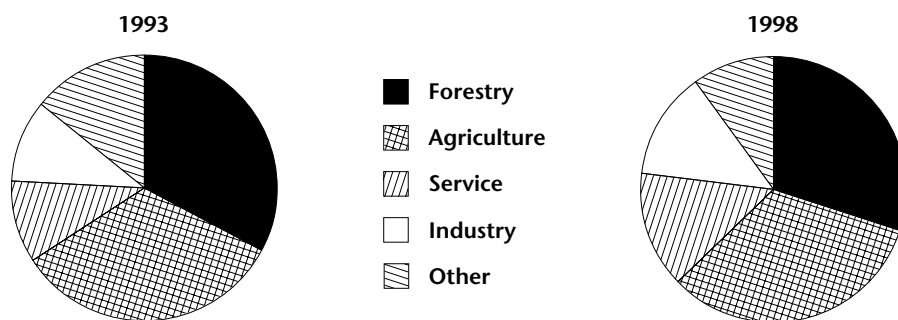 1993
1998
Forestry
Agriculture
Service
Industry
Other